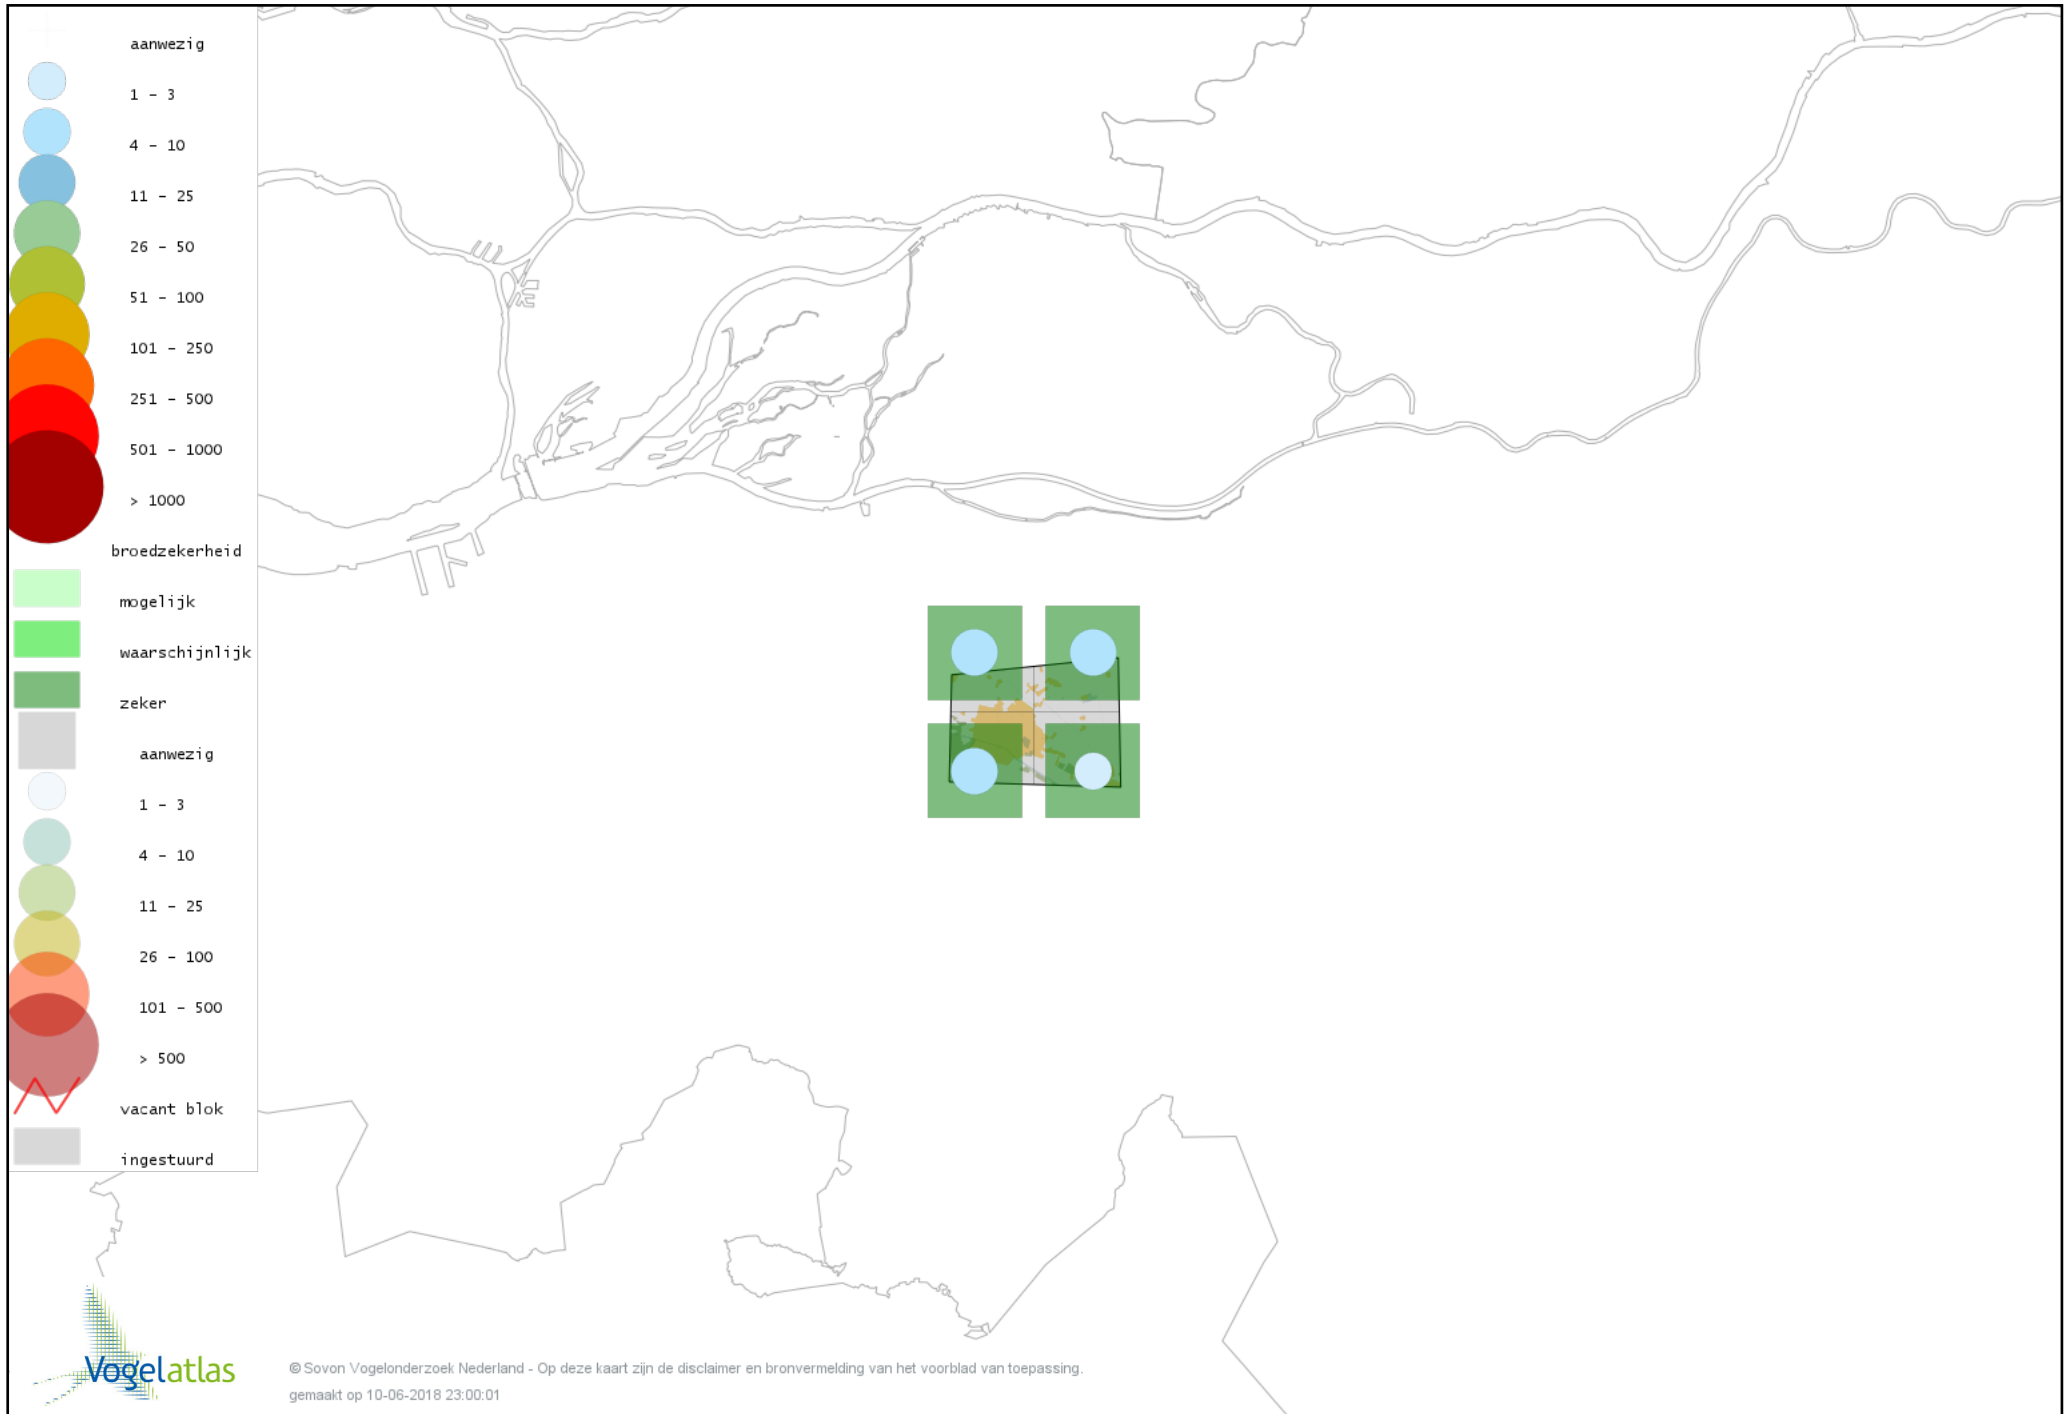 aanwezig
1 - 3
4 - 10
11 - 25
26 - 50
51 - 100
101 - 250
251 - 500
501 - 1000
> 1000
broedzekerheid
mogelijk
waarschijnlijk
zeker
aanwezig
1 - 3
4 - 10
11 - 25
26 - 100
101 - 500
> 500
vacant blok
ingestuurd
Vogelatlas
© Sovon Vogelonderzoek Nederland - Op deze kaart zijn de disclaimer en bronvermelding van het voorblad van toepassing.
gemaakt op 10-06-2018 23:00:01